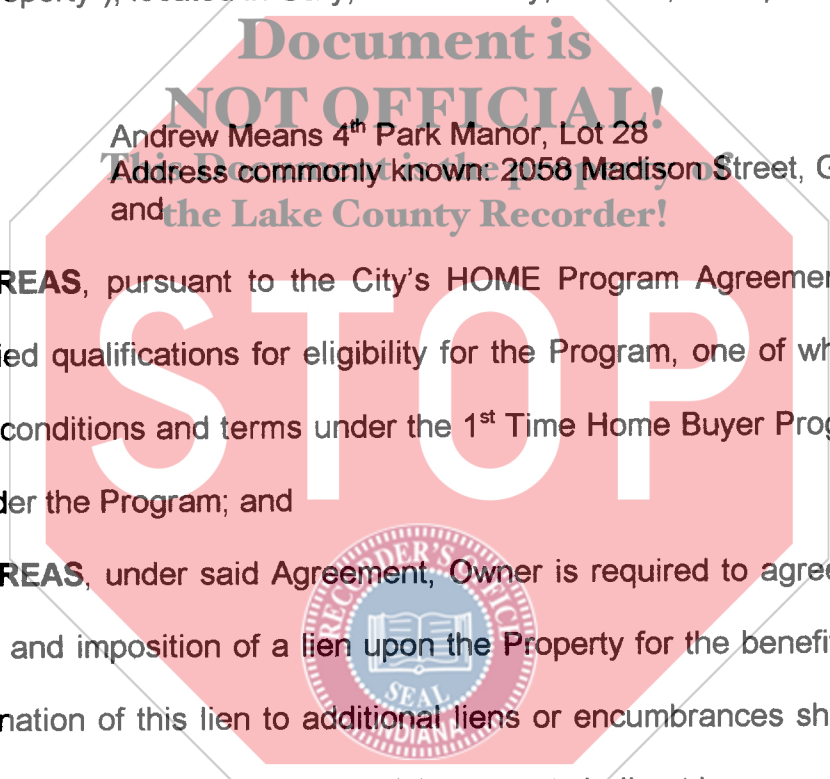 Document is
NOT OFFICIAL!
Andrew Means 4th Park Manor, Lot 28
This Document is the property of
Address commonly known: 2058 Madison Street, G
and
the Lake County Recorder!
REAS, pursuant to the City's HOME Program Agreemen
ied qualifications for eligibility for the Program, one of wh
conditions and terms under the 1st Time Home Buyer Prog
der the Program; and
REAS, under said Agreement, Owner is required to agree
and imposition of a lien upon the Property for the benefit
nation of this lien to additional liens or encumbrances sh
STOP
RECORDER'S OFFICE
SEAL
INDIANA